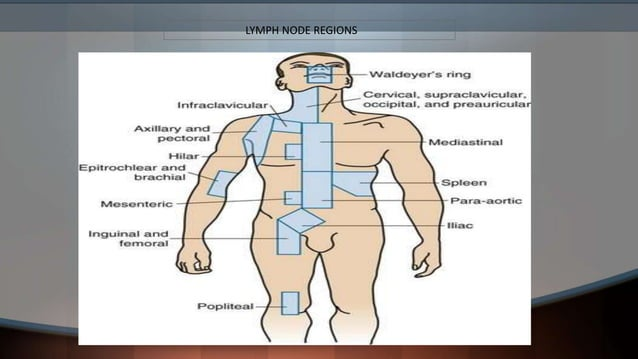 LYMPH NODE REGIONS
Waldeyer's ring
Cervical, supraclavicular,
occipital, and preauricular
Infraclavicular
Axillary and
pectoral
Mediastinal
Hilar
Epitrochlear and
brachial
Spleen
Mesenteric
Para-aortic
Iliac
Inguinal and
femoral
Popliteal